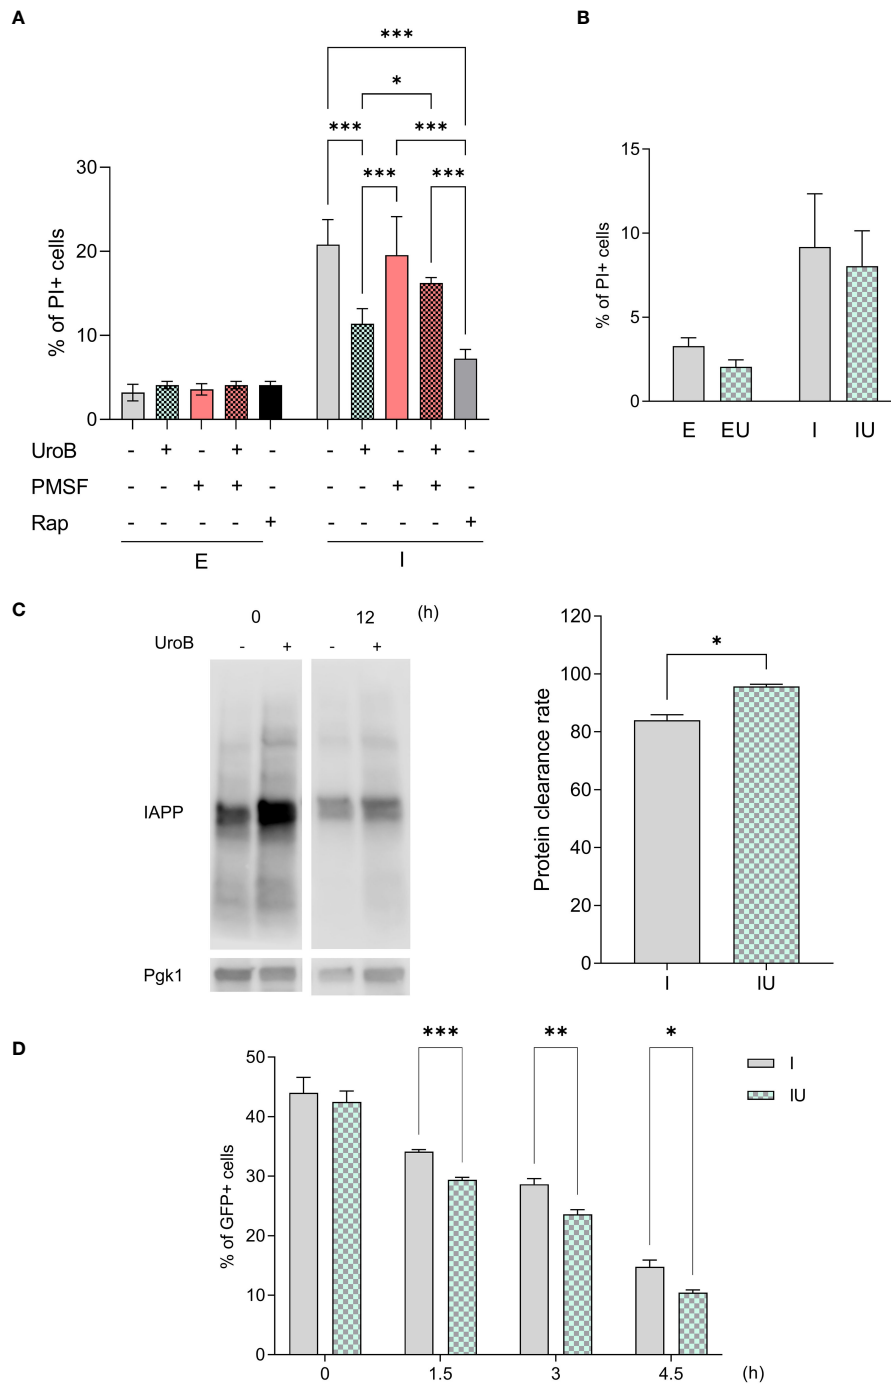 A
***
*
*** ***
*** ***
30
20
10
0
% of PI+ cells
UroB - + - + - - + - + -
PMSF - - + + - - - + + -
Rap - - - - + - - - - +
E I
B
15
10
5
0
% of PI+ cells
E EU I IU
C
0 12 (h)
UroB - + - +
IAPP
Pgk1
120
100
80
60
40
20
0
Protein clearance rate
*
I IU
D
*** ** *
50
40
30
20
10
0
% of GFP+ cells
0 1.5 3 4.5 (h)
I
IU